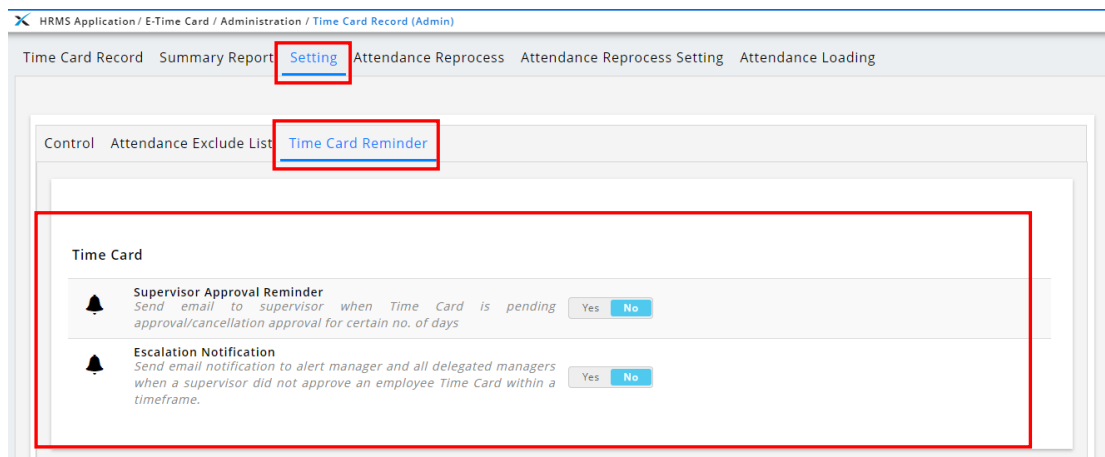 HRMS Application / E-Time Card / Administration / Time Card Record (Admin)
Time Card Record Summary Report Setting Attendance Reprocess Attendance Reprocess Setting Attendance Loading
Control Attendance Exclude List Time Card Reminder
Time Card
Supervisor Approval Reminder
Send email to supervisor when Time Card is pending
approval/cancellation approval for certain no. of days
Yes No
Escalation Notification
Send email notification to alert manager and all delegated managers
when a supervisor did not approve an employee Time Card within a
timeframe.
Yes No